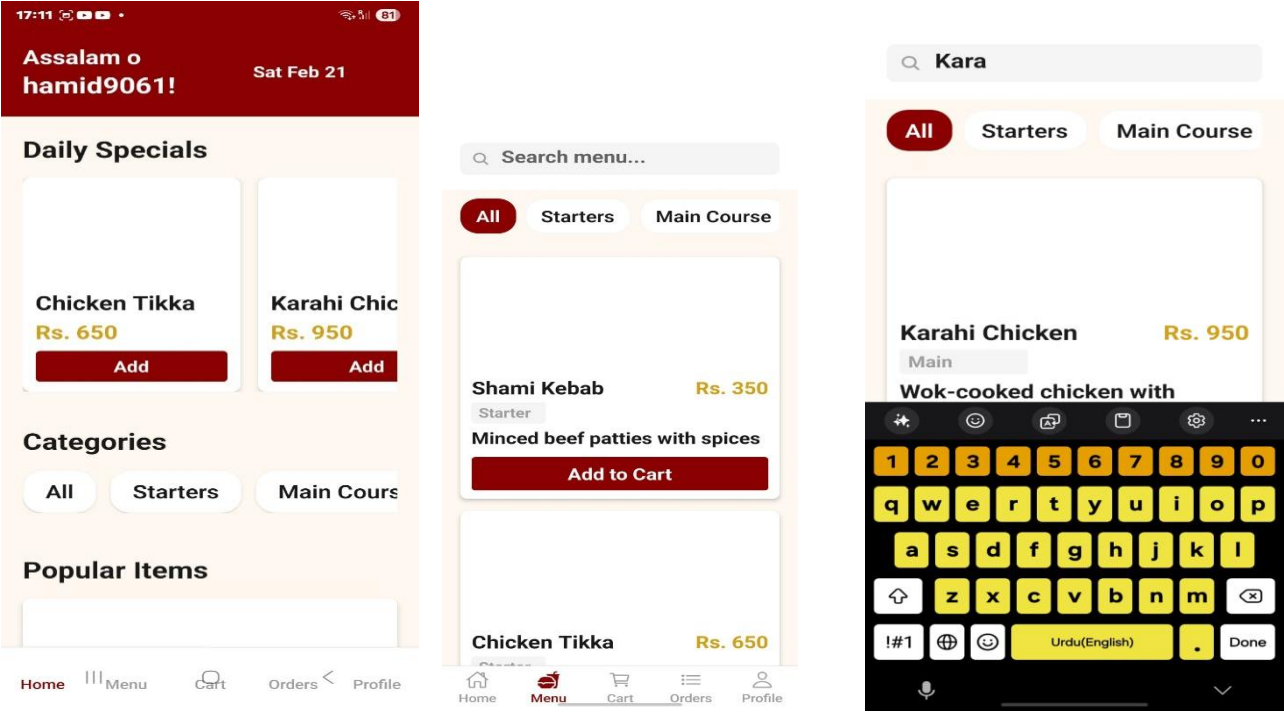 17:11
81
Assalam o
hamid9061!
Sat Feb 21
Daily Specials
Chicken Tikka
Rs. 650
Add
Karahi Chic
Rs. 950
Add
Categories
All Starters Main Cours
Popular Items
Home Menu Cart Orders Profile
Search menu...
All Starters Main Course
Shami Kebab Rs. 350
Starter
Minced beef patties with spices
Add to Cart
Chicken Tikka Rs. 650
Starter
Home Menu Cart Orders Profile
Kara
All Starters Main Course
Karahi Chicken Rs. 950
Main
Wok-cooked chicken with
1 2 3 4 5 6 7 8 9 0
q w e r t y u i o p
a s d f g h j k l
z x c v b n m
!#1 Urdu(English) . Done